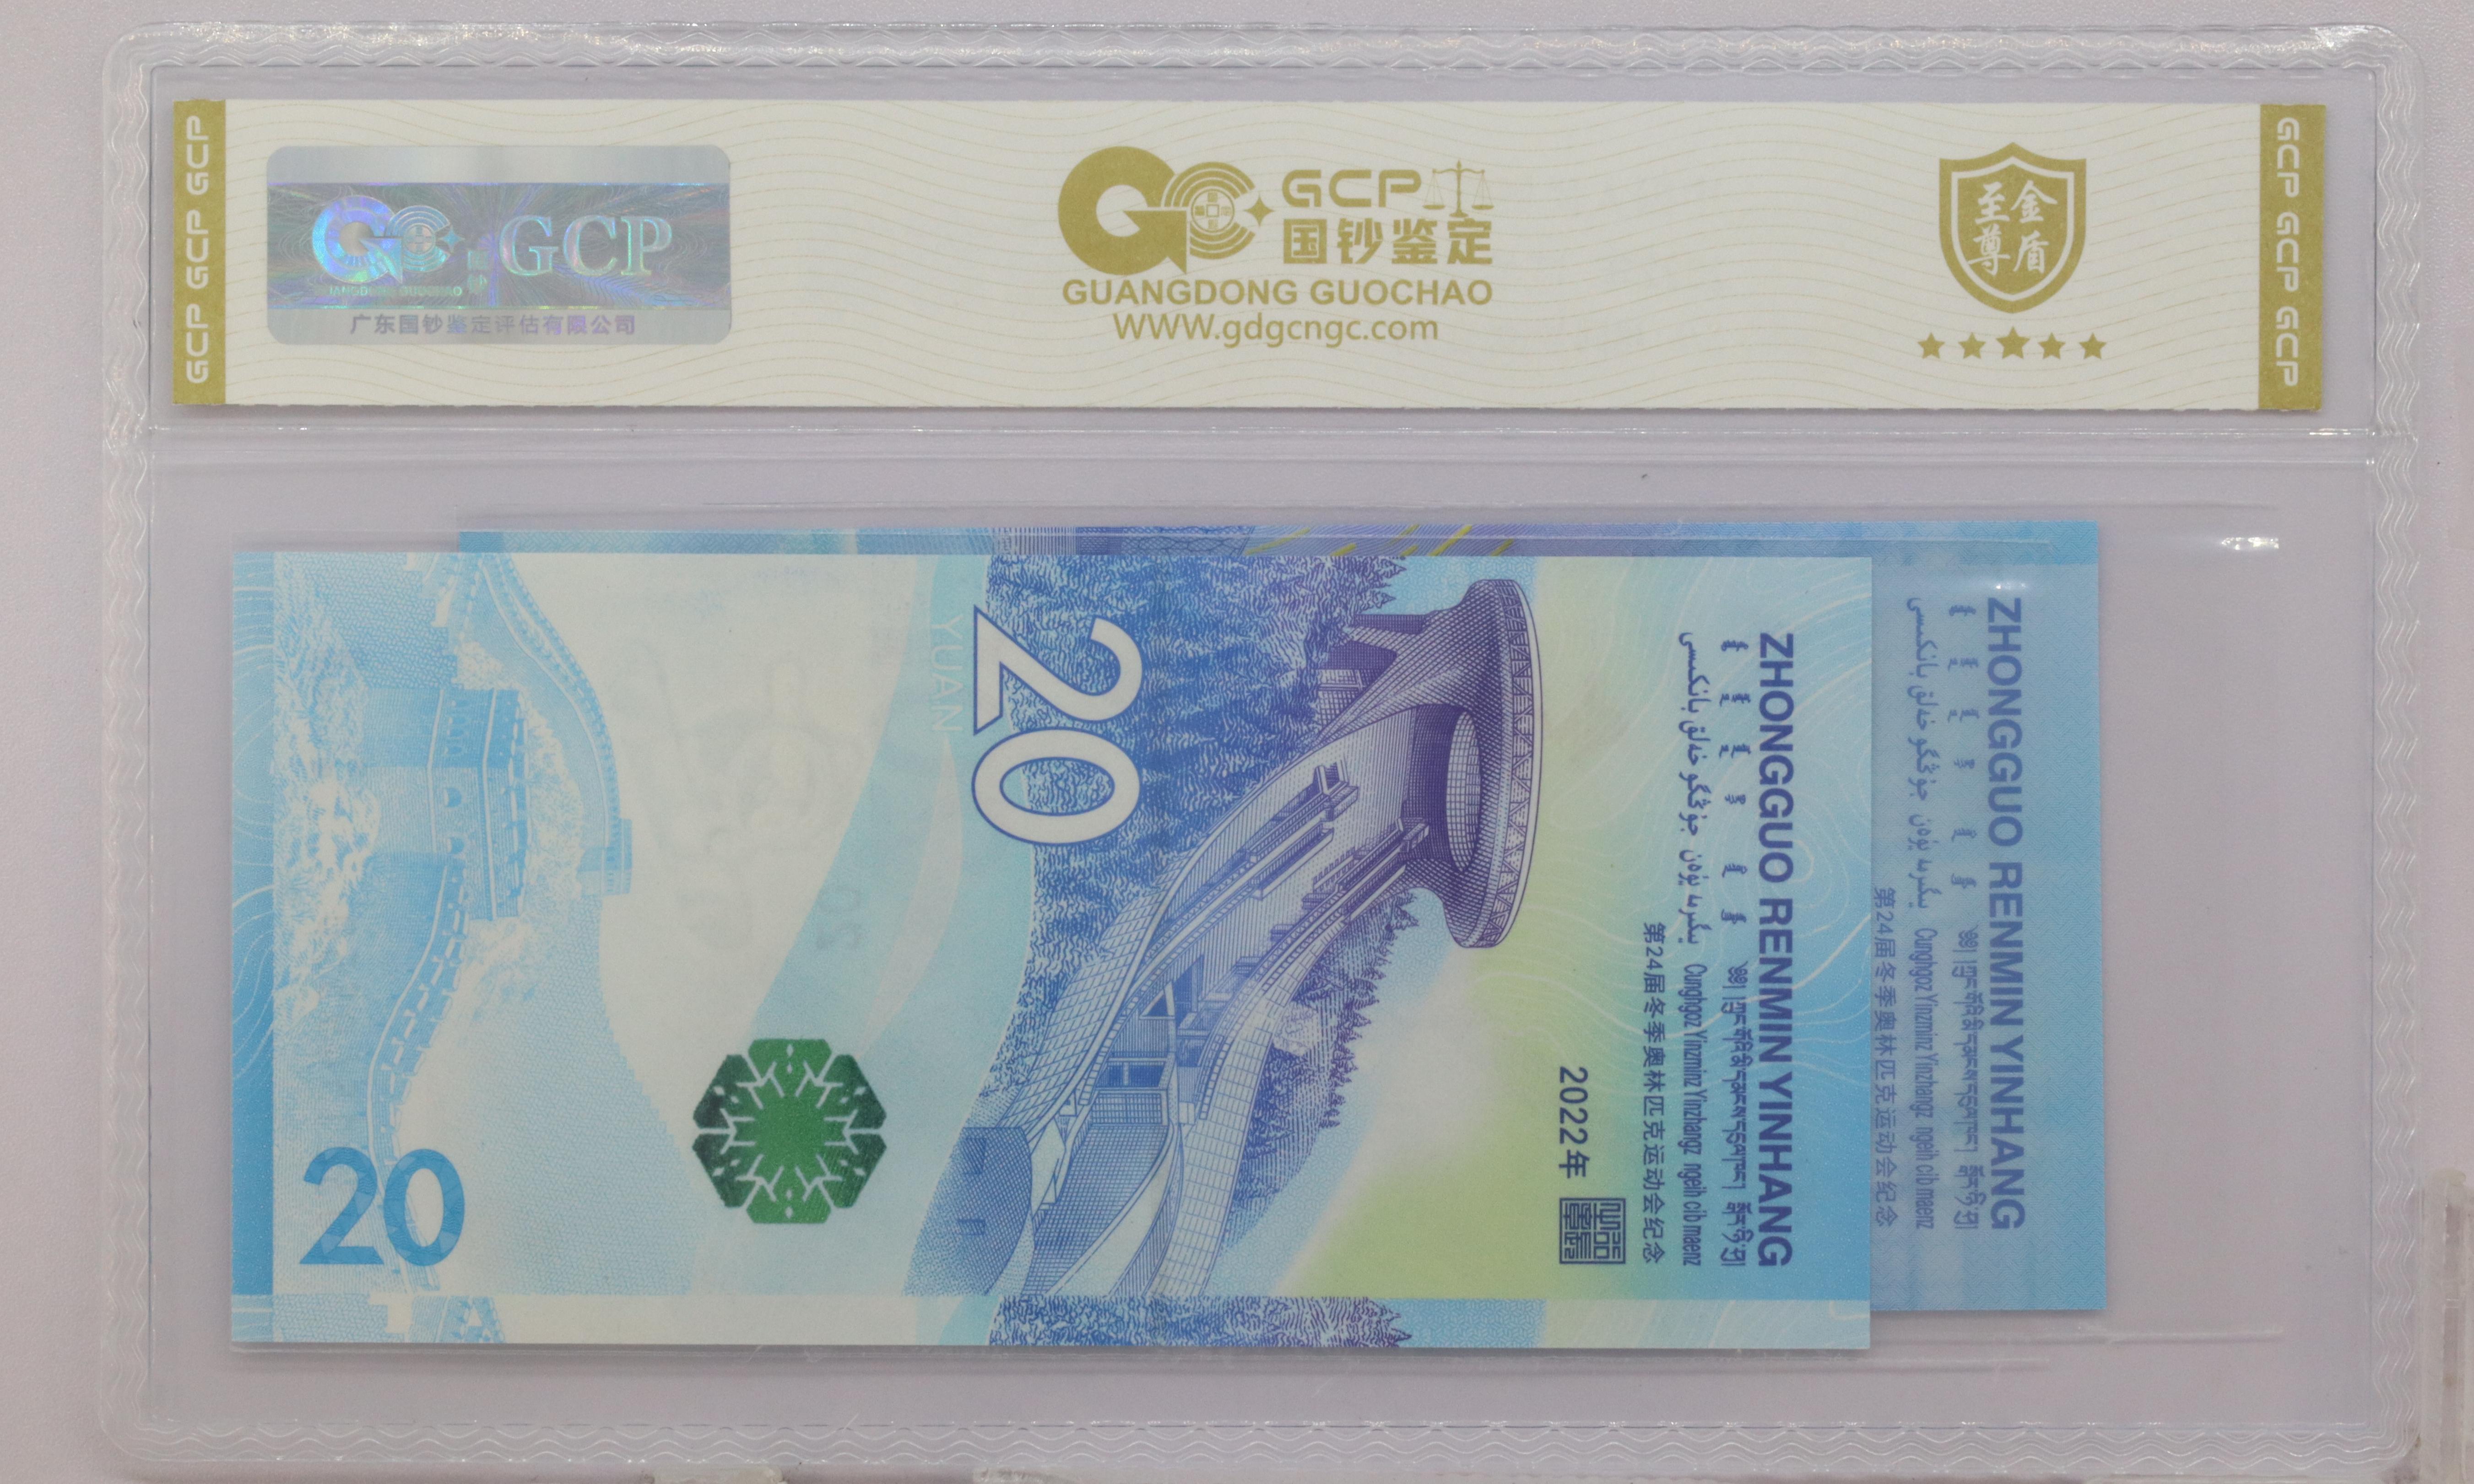 GCP GCP GCP
GCP
GUANGDONG GUOCHAO
广东国钞鉴定评估有限公司
GCP
国钞鉴定
GUANGDONG GUOCHAO
WWW.gdgcngc.com
至尊
金盾
GCP GCP GCP
ZHONGGUO RENMIN YINHANG
Cunghgoz Yinzminz Yinzhangz ngeih cib maenz
第24届冬季奥林匹克运动会纪念
2022年
20
YUAN
20
ZHONGGUO RENMIN YINHANG
Cunghgoz Yinzminz Yinzhangz ngeih cib maenz
第24届冬季奥林匹克运动会纪念